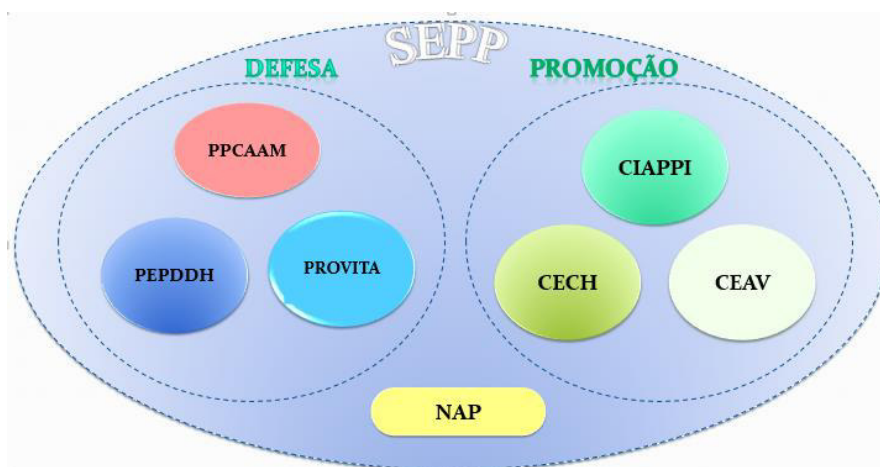 SEPP
DEFESA
PROMOÇÃO
PPCAAM
CIAPPI
PEPDDH
PROVITA
CECH
CEAV
NAP